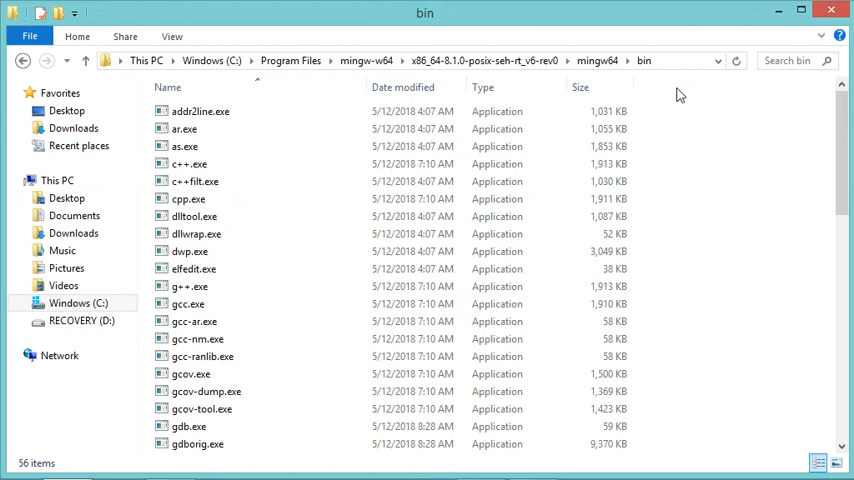 bin
File Home Share View
This PC Windows (C:) Program Files mingw-w64 x86_64-8.1.0-posix-seh-rt_v6-rev0 mingw64 bin Search bin
Name Date modified Type Size
Favorites
Desktop
Downloads
Recent places
This PC
Desktop
Documents
Downloads
Music
Pictures
Videos
Windows (C:)
RECOVERY (D:)
Network
addr2line.exe 5/12/2018 4:07 AM Application 1,031 KB
ar.exe 5/12/2018 4:07 AM Application 1,055 KB
as.exe 5/12/2018 4:07 AM Application 1,853 KB
c++.exe 5/12/2018 7:10 AM Application 1,913 KB
c++filt.exe 5/12/2018 4:07 AM Application 1,030 KB
cpp.exe 5/12/2018 7:10 AM Application 1,911 KB
dlltool.exe 5/12/2018 4:07 AM Application 1,087 KB
dllwrap.exe 5/12/2018 4:07 AM Application 52 KB
dwp.exe 5/12/2018 4:07 AM Application 3,049 KB
elfedit.exe 5/12/2018 4:07 AM Application 38 KB
g++.exe 5/12/2018 7:10 AM Application 1,913 KB
gcc.exe 5/12/2018 7:10 AM Application 1,910 KB
gcc-ar.exe 5/12/2018 7:10 AM Application 58 KB
gcc-nm.exe 5/12/2018 7:10 AM Application 58 KB
gcc-ranlib.exe 5/12/2018 7:10 AM Application 58 KB
gcov.exe 5/12/2018 7:10 AM Application 1,500 KB
gcov-dump.exe 5/12/2018 7:10 AM Application 1,369 KB
gcov-tool.exe 5/12/2018 7:10 AM Application 1,423 KB
gdb.exe 5/12/2018 8:28 AM Application 59 KB
gdborig.exe 5/12/2018 8:28 AM Application 9,370 KB
56 items